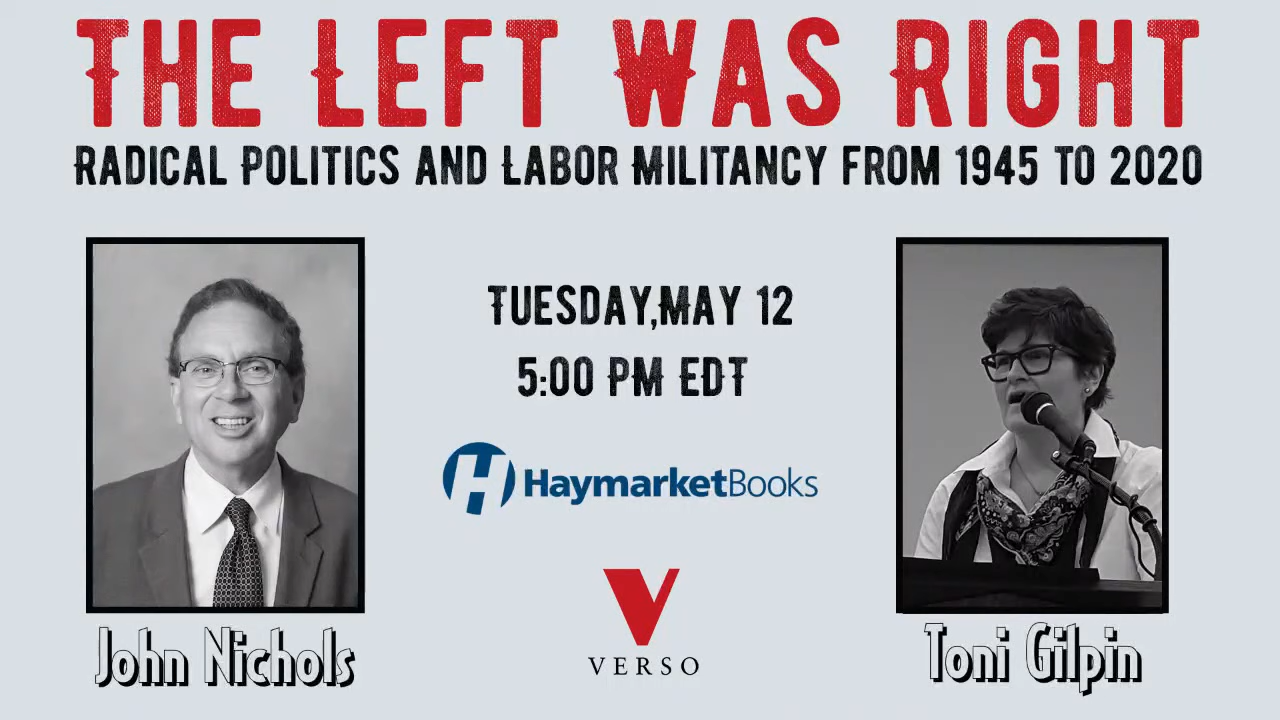 THE LEFT WAS RIGHT
RADICAL POLITICS AND LABOR MILITANCY FROM 1945 TO 2020
TUESDAY,MAY 12
5:00 PM EDT
H HaymarketBooks
V
VERSO
John Nichols
Toni Gilpin